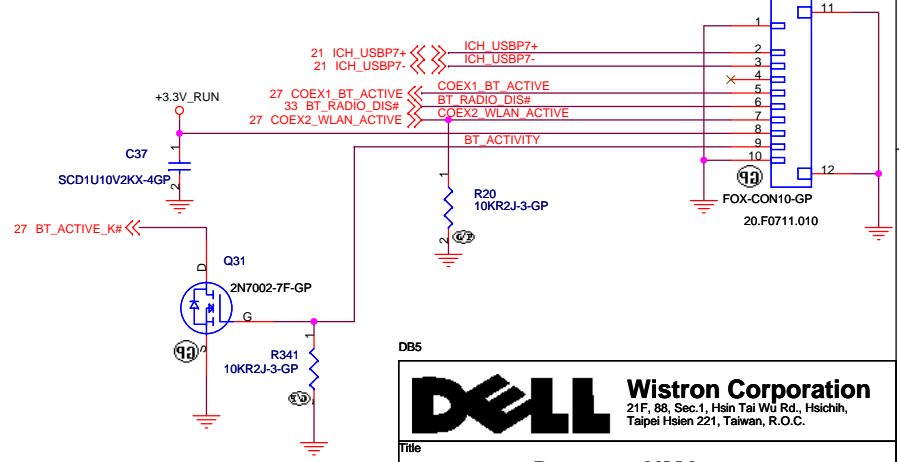 11
1
ICH_USBP7+
21 ICH_USBP7+
2
ICH_USBP7-
21 ICH_USBP7-
3
4
COEX1_BT_ACTIVE
27 COEX1_BT_ACTIVE
5
BT_RADIO_DIS#
33 BT_RADIO_DIS#
6
COEX2_WLAN_ACTIVE
27 COEX2_WLAN_ACTIVE
7
+3.3V_RUN
8
BT_ACTIVITY
9
10
C37
1
SCD1U10V2KX-4GP
2
12
GP
FOX-CON10-GP
20.F0711.010
1
R20
10KR2J-3-GP
2
G/P
27 BT_ACTIVE_K#
D
Q31
2N7002-7F-GP
G
S
GP
1
R341
10KR2J-3-GP
G/P
DB5
DELL
Wistron Corporation
21F, 88, Sec.1, Hsin Tai Wu Rd., Hsichih,
Taipei Hsien 221, Taiwan, R.O.C.
Title